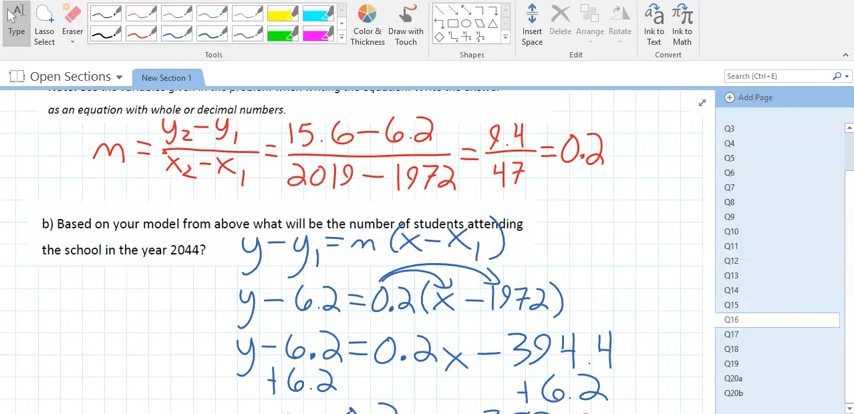 Type
Lasso Select
Eraser
Color & Thickness
Draw with Touch
Insert Space
Delete
Arrange
Rotate
Ink to Text
Ink to Math
Tools
Shapes
Edit
Convert
Open Sections
New Section 1
Search (Ctrl+E)
Add Page
as an equation with whole or decimal numbers.
m = y₂ − y₁ / x₂ − x₁ = 15.6 − 6.2 / 2019 − 1972 = 9.4 / 47 = 0.2
b) Based on your model from above what will be the number of students attending
the school in the year 2044?
y − y₁ = m (x − x₁)
y − 6.2 = 0.2(x − 1972)
y − 6.2 = 0.2x − 394.4
+6.2 +6.2
Q3
Q4
Q5
Q6
Q7
Q8
Q9
Q10
Q11
Q12
Q13
Q14
Q15
Q16
Q17
Q18
Q19
Q20a
Q20b